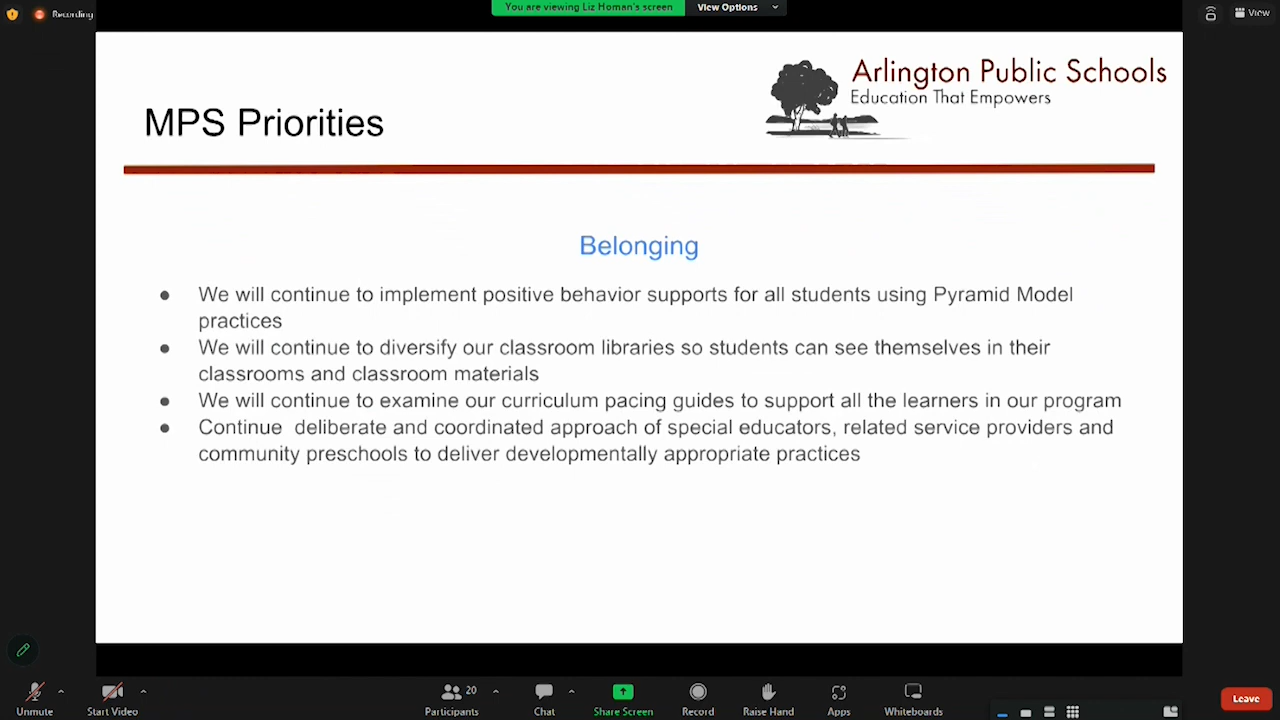 Recording
You are viewing Liz Homan's screen
View Options
View
Arlington Public Schools
Education That Empowers
MPS Priorities
Belonging
● We will continue to implement positive behavior supports for all students using Pyramid Model
practices
● We will continue to diversify our classroom libraries so students can see themselves in their
classrooms and classroom materials
● We will continue to examine our curriculum pacing guides to support all the learners in our program
● Continue  deliberate and coordinated approach of special educators, related service providers and
community preschools to deliver developmentally appropriate practices
Unmute
Start Video
20
Participants
Chat
Share Screen
Record
Raise Hand
Apps
Whiteboards
Leave